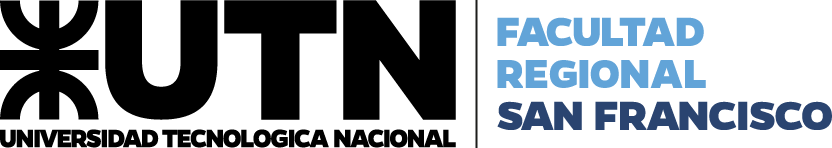 UTN
UNIVERSIDAD TECNOLOGICA NACIONAL
FACULTAD
REGIONAL
SAN FRANCISCO